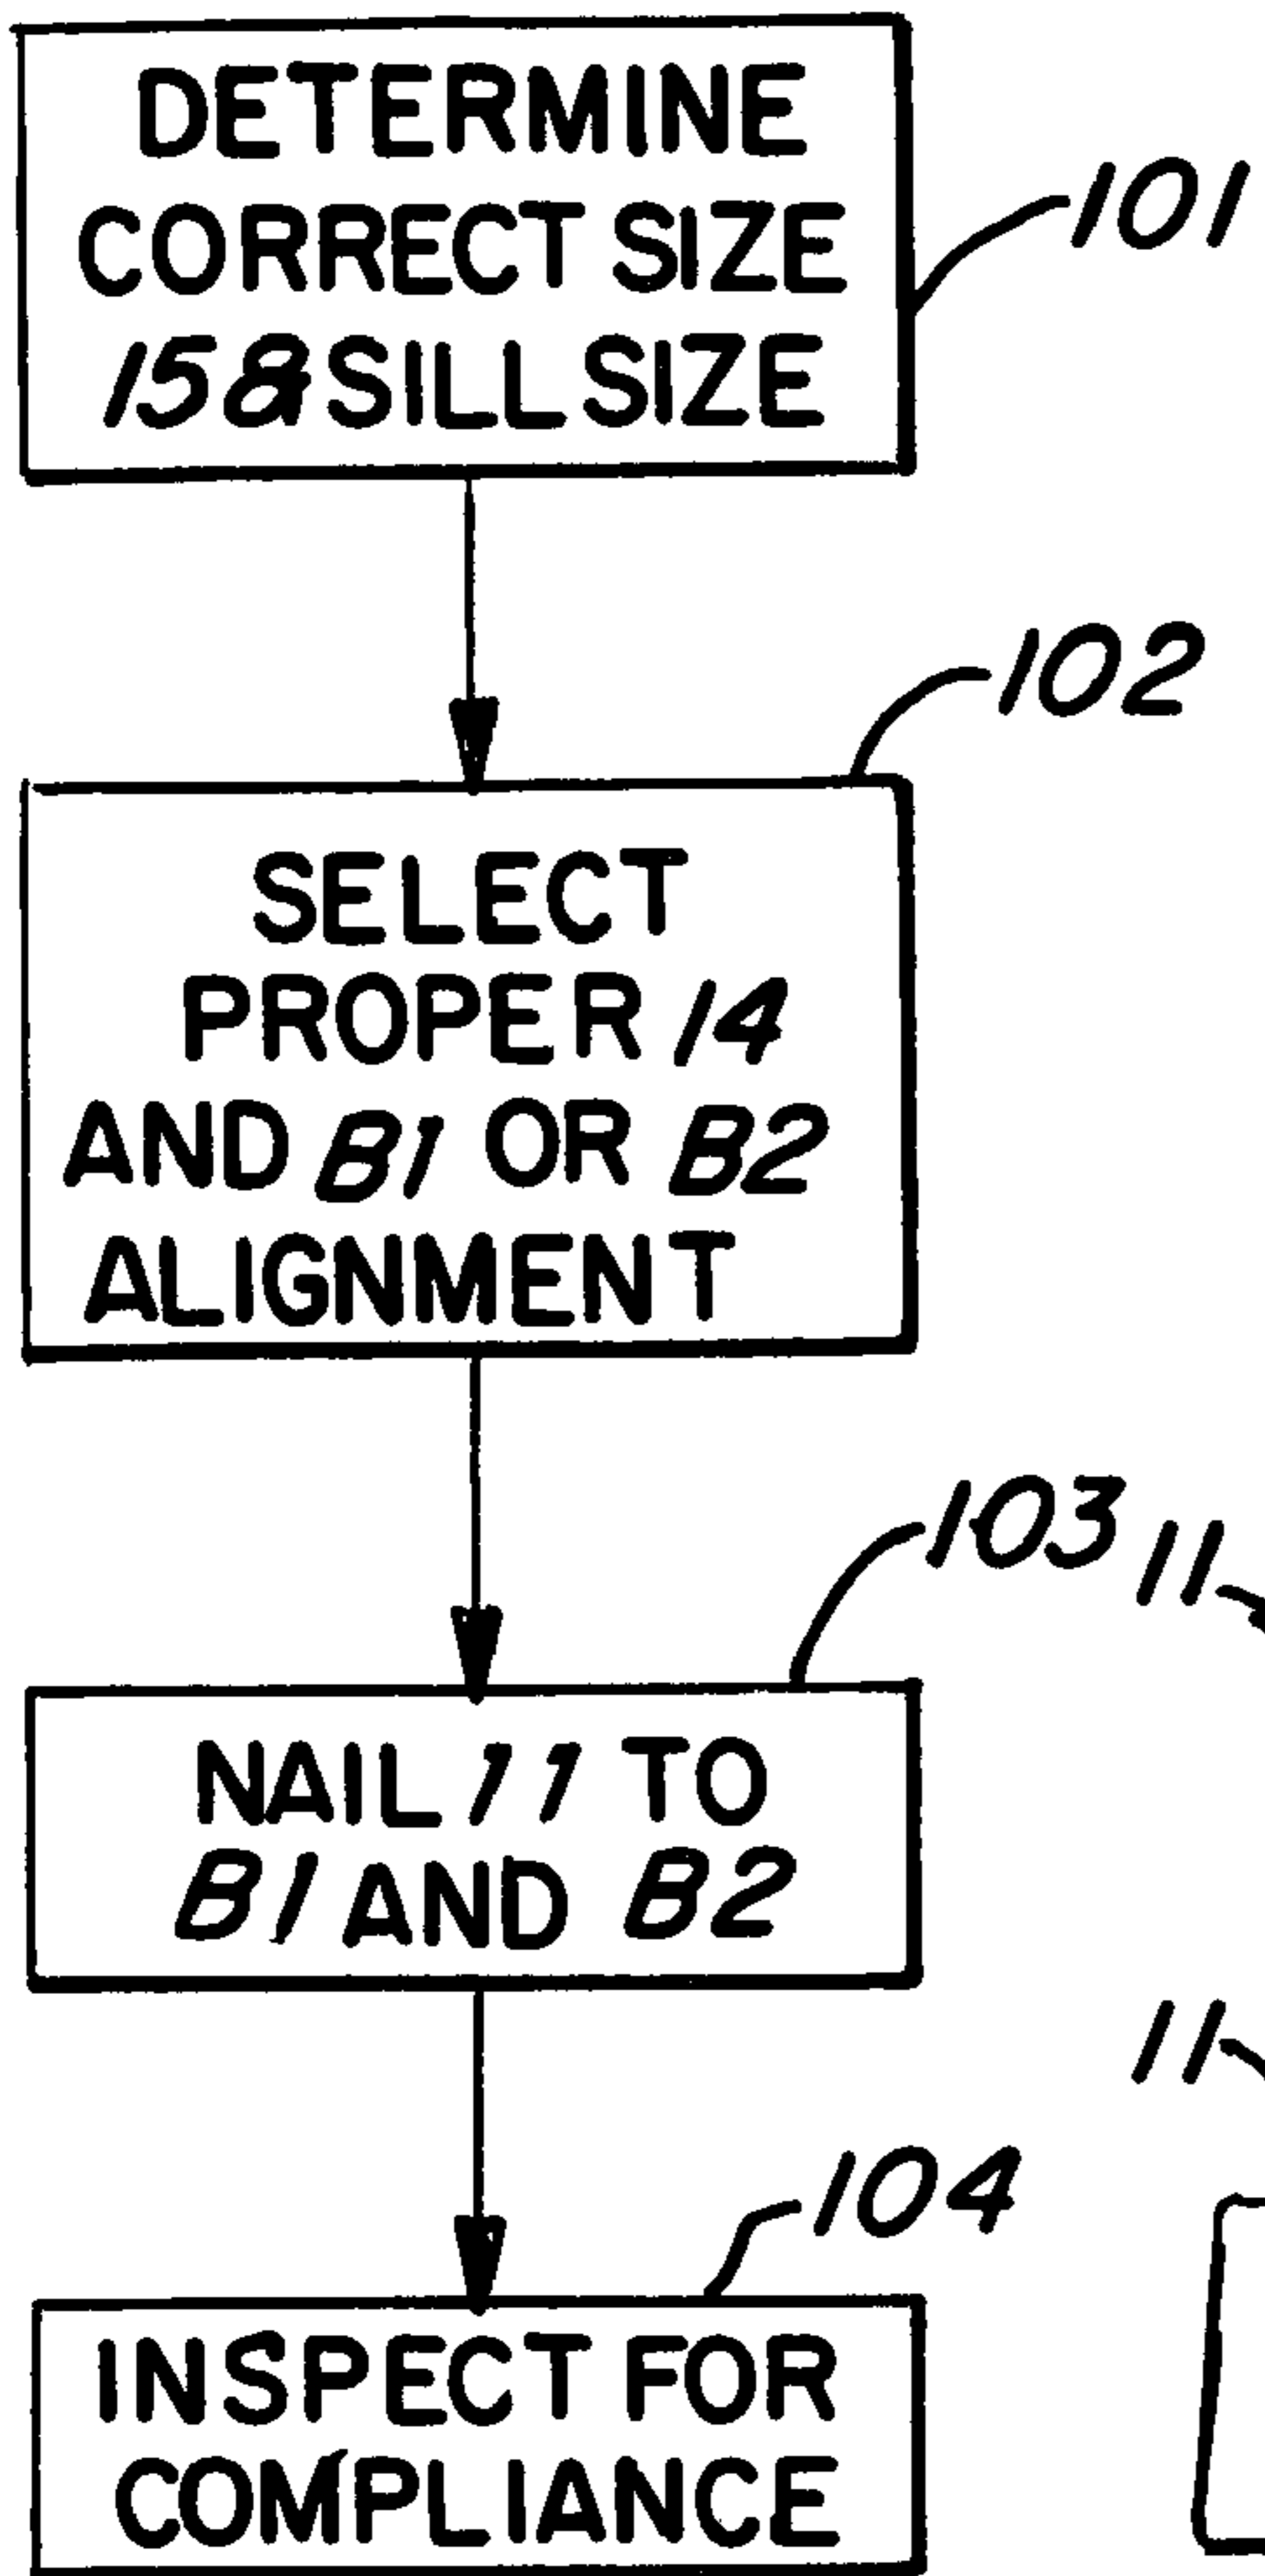 DETERMINE
CORRECT SIZE
15 & SILL SIZE
101
102
SELECT
PROPER 14
AND B1 OR B2
ALIGNMENT
103
11
NAIL 11 TO
B1 AND B2
11
104
INSPECT FOR
COMPLIANCE